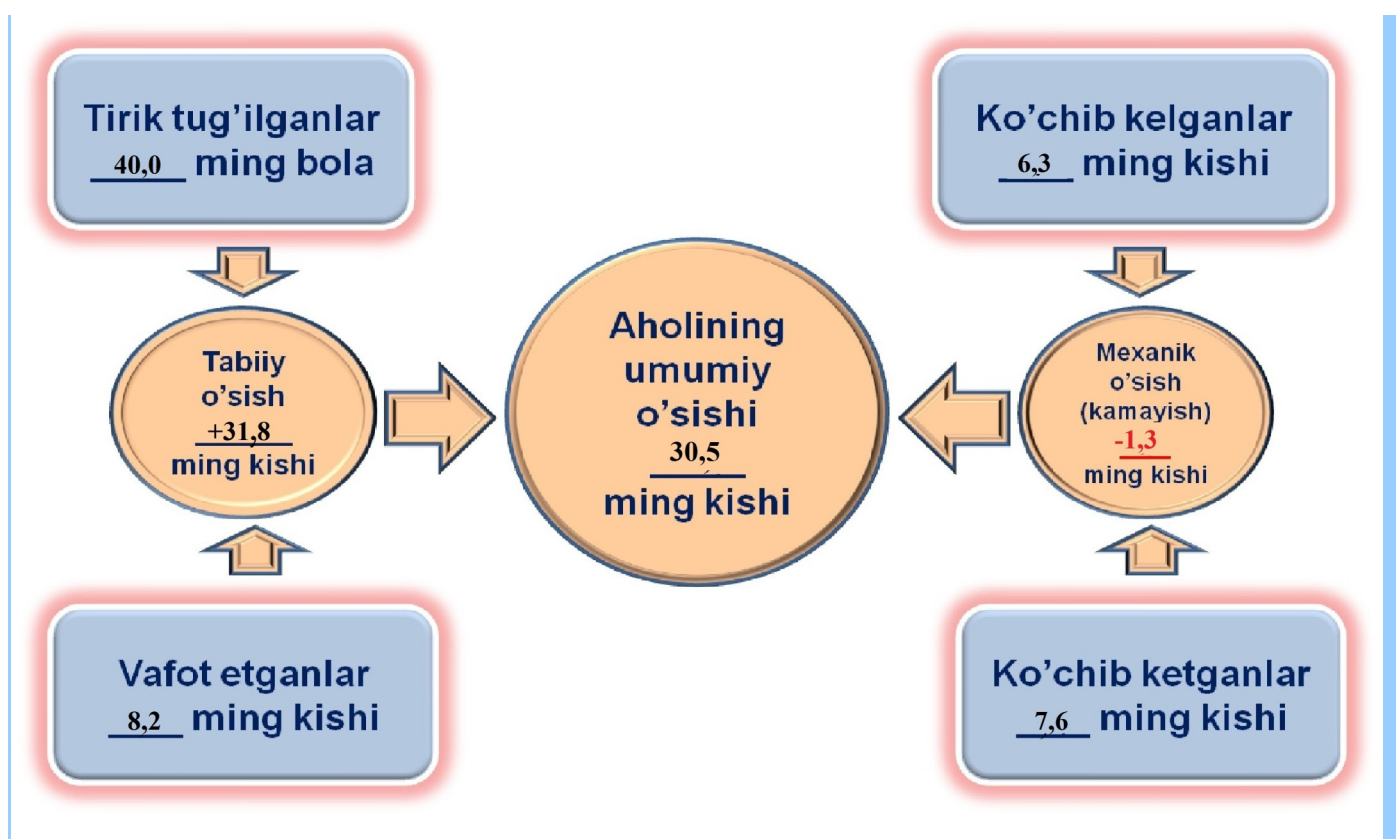 Tirik tug'ilganlar
40,0 ming bola
Ko'chib kelganlar
6,3 ming kishi
Tabiiy
o'sish
+31,8
ming kishi
Aholining
umumiy
o'sishi
30,5
ming kishi
Mexanik
o'sish
(kamayish)
-1,3
ming kishi
Vafot etganlar
8,2 ming kishi
Ko'chib ketganlar
7,6 ming kishi